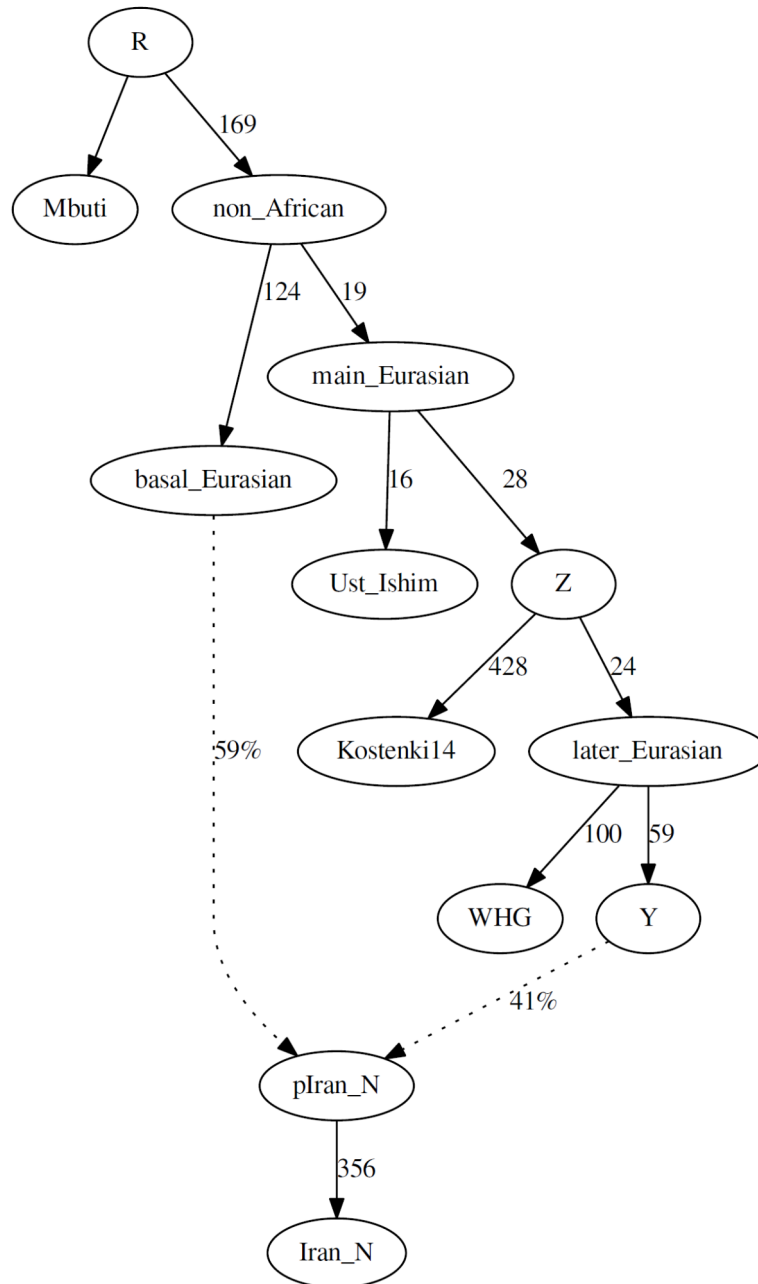 R
169
Mbuti
non_African
124
19
main_Eurasian
basal_Eurasian
16
28
Ust_Ishim
Z
428
24
59%
Kostenki14
later_Eurasian
100
59
WHG
Y
41%
pIran_N
356
Iran_N